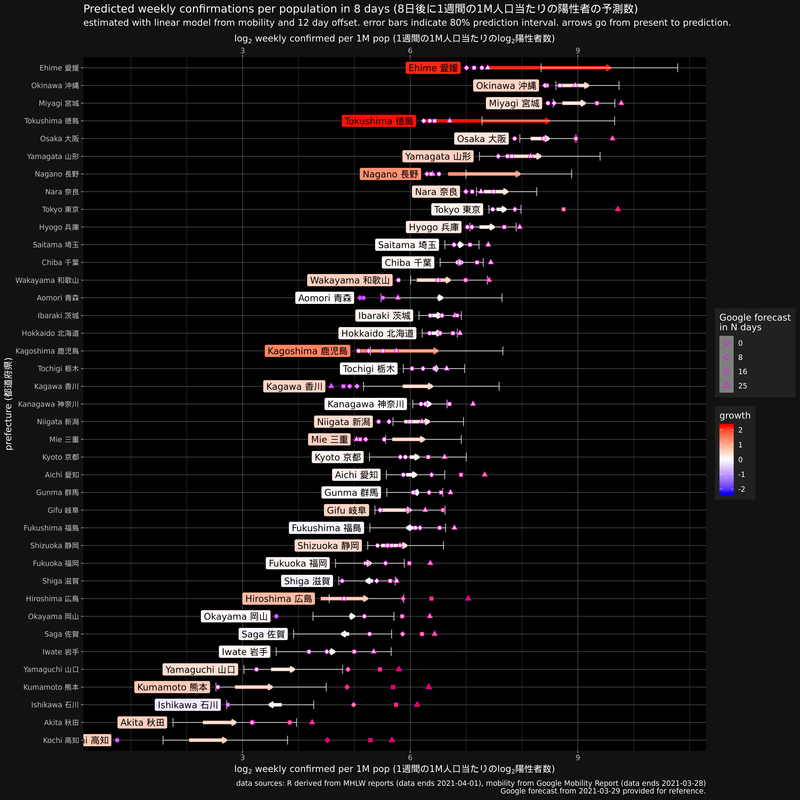 Predicted weekly confirmations per population in 8 days (8日後に1週間の1M人口当たりの陽性者の予測数)
estimated with linear model from mobility and 12 day offset. error bars indicate 80% prediction interval. arrows go from present to prediction.
log₂ weekly confirmed per 1M pop (1週間の1M人口当たりのlog₂陽性者数)
3 6 9
Ehime 愛媛 Ehime 愛媛
Okinawa 沖縄 Okinawa 沖縄
Miyagi 宮城 Miyagi 宮城
Tokushima 徳島 Tokushima 徳島
Osaka 大阪 Osaka 大阪
Yamagata 山形 Yamagata 山形
Nagano 長野 Nagano 長野
Nara 奈良 Nara 奈良
Tokyo 東京 Tokyo 東京
Hyogo 兵庫 Hyogo 兵庫
Saitama 埼玉 Saitama 埼玉
Chiba 千葉 Chiba 千葉
Wakayama 和歌山 Wakayama 和歌山
Aomori 青森 Aomori 青森
Ibaraki 茨城 Ibaraki 茨城
Hokkaido 北海道 Hokkaido 北海道
Kagoshima 鹿児島 Kagoshima 鹿児島
Tochigi 栃木 Tochigi 栃木
Kagawa 香川 Kagawa 香川
Kanagawa 神奈川 Kanagawa 神奈川
Niigata 新潟 Niigata 新潟
Mie 三重 Mie 三重
Kyoto 京都 Kyoto 京都
Aichi 愛知 Aichi 愛知
Gunma 群馬 Gunma 群馬
Gifu 岐阜 Gifu 岐阜
Fukushima 福島 Fukushima 福島
Shizuoka 静岡 Shizuoka 静岡
Fukuoka 福岡 Fukuoka 福岡
Shiga 滋賀 Shiga 滋賀
Hiroshima 広島 Hiroshima 広島
Okayama 岡山 Okayama 岡山
Saga 佐賀 Saga 佐賀
Iwate 岩手 Iwate 岩手
Yamaguchi 山口 Yamaguchi 山口
Kumamoto 熊本 Kumamoto 熊本
Ishikawa 石川 Ishikawa 石川
Akita 秋田 Akita 秋田
Kochi 高知 i 高知
prefecture (都道府県)
3 6 9
log₂ weekly confirmed per 1M pop (1週間の1M人口当たりのlog₂陽性者数)
Google forecast
in N days
0
8
16
25
growth
2
1
0
-1
-2
data sources: R derived from MHLW reports (data ends 2021-04-01), mobility from Google Mobility Report (data ends 2021-03-28)
Google forecast from 2021-03-29 provided for reference.